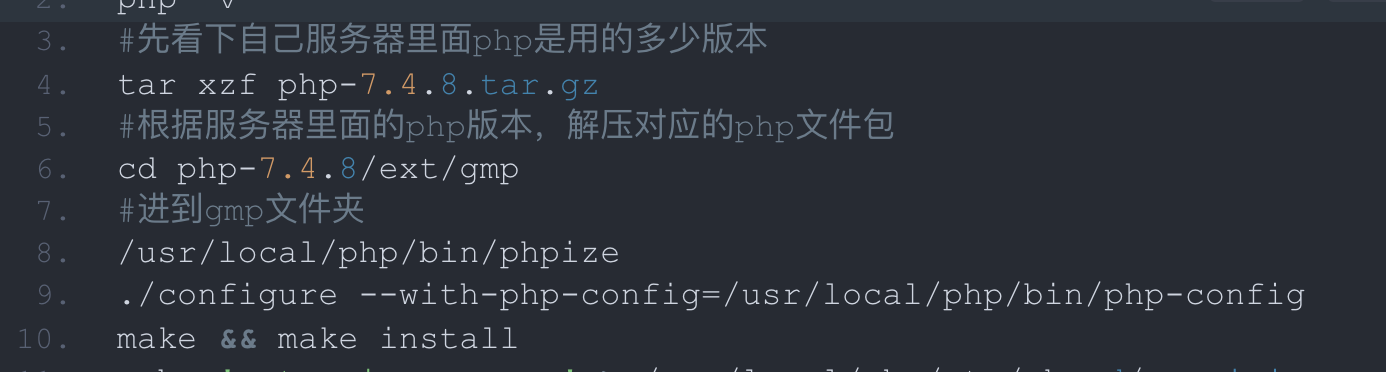 2. php -v
3. #先看下自己服务器里面php是用的多少版本
4. tar xzf php-7.4.8.tar.gz
5. #根据服务器里面的php版本，解压对应的php文件包
6. cd php-7.4.8/ext/gmp
7. #进到gmp文件夹
8. /usr/local/php/bin/phpize
9. ./configure --with-php-config=/usr/local/php/bin/php-config
10. make && make install